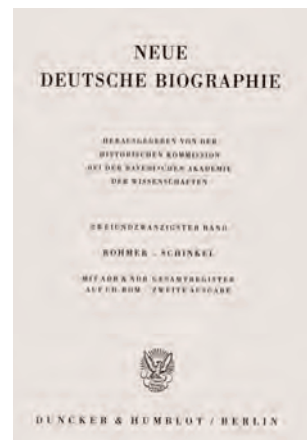 NEUE
DEUTSCHE BIOGRAPHIE
HERAUSGEGEBEN VON DER
HISTORISCHEN KOMMISSION
BEI DER BAYERISCHEN AKADEMIE
DER WISSENSCHAFTEN
ZWEIUNDZWANZIGSTER BAND
ROHMER – SCHINKEL
MIT ADB & NDB GESAMTREGISTER
AUF CD-ROM · ZWEITE AUSGABE
DUNCKER & HUMBLOT / BERLIN